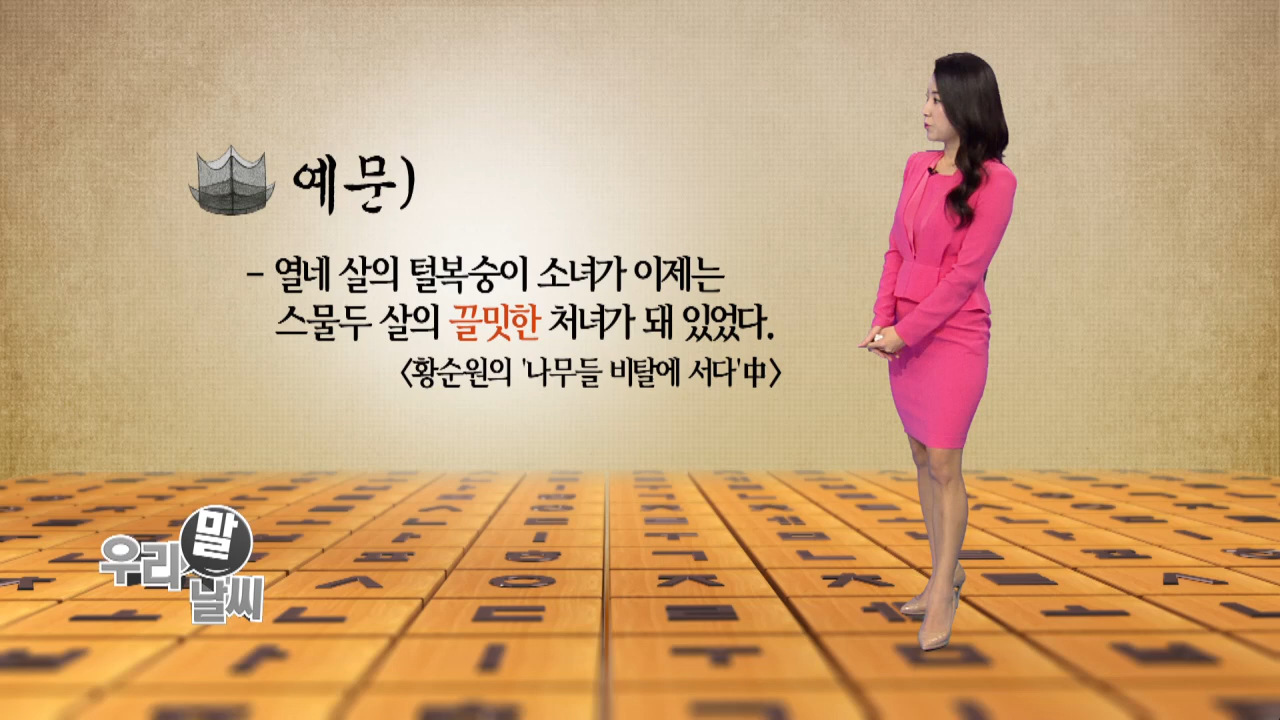 예문)
- 열네 살의 털복숭이 소녀가 이제는
스물두 살의 끌밋한 처녀가 돼 있었다.
<황순원의 '나무들 비탈에 서다'中>
우리말
날씨